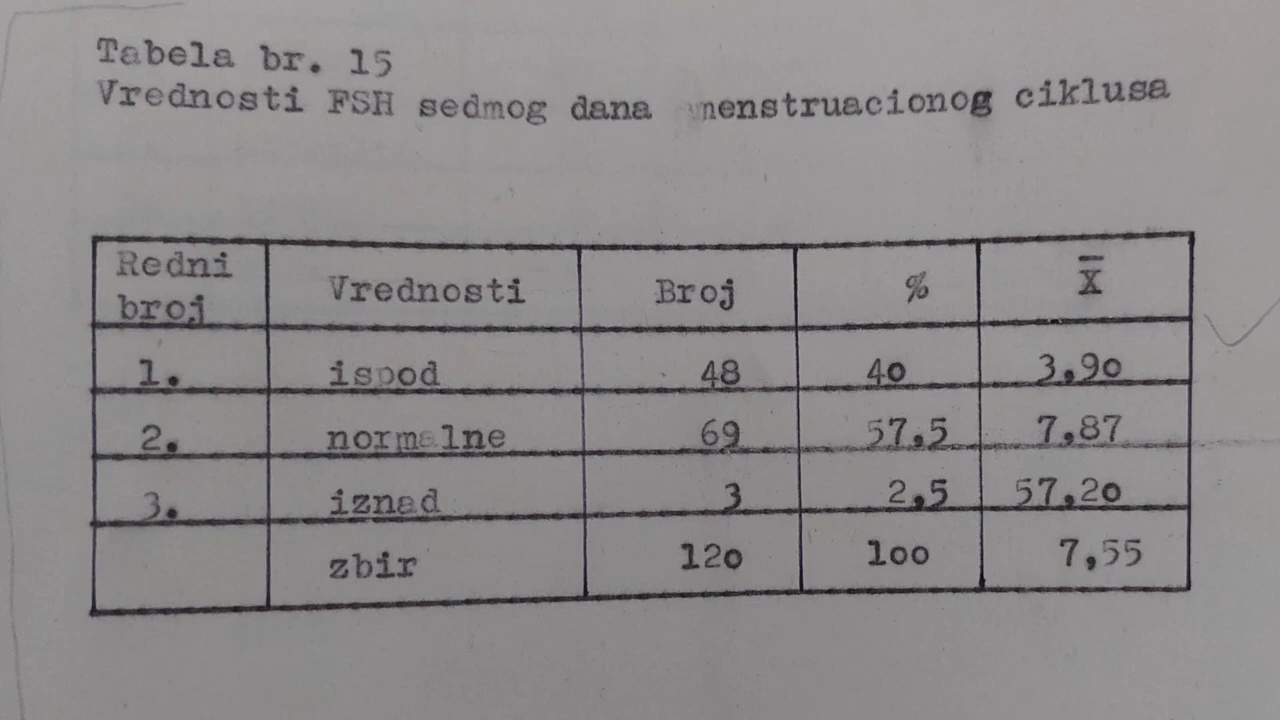 Tabela br. 15
Vrednosti FSH sedmog dana menstruacionog ciklusa
Redni broj Vrednosti Broj % X̅
1. ispod 48 40 3,90
2. normalne 69 57,5 7,87
3. iznad 3 2,5 57,20
zbir 120 100 7,55